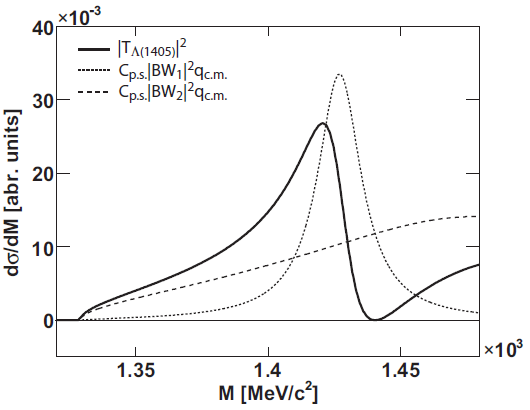 ×10⁻³
40
30
20
10
0
dσ/dM [abr. units]
|T_Λ(1405)|²
C_p.s.|BW₁|²q_c.m.
C_p.s.|BW₂|²q_c.m.
1.35
1.4
1.45
×10³
M [MeV/c²]